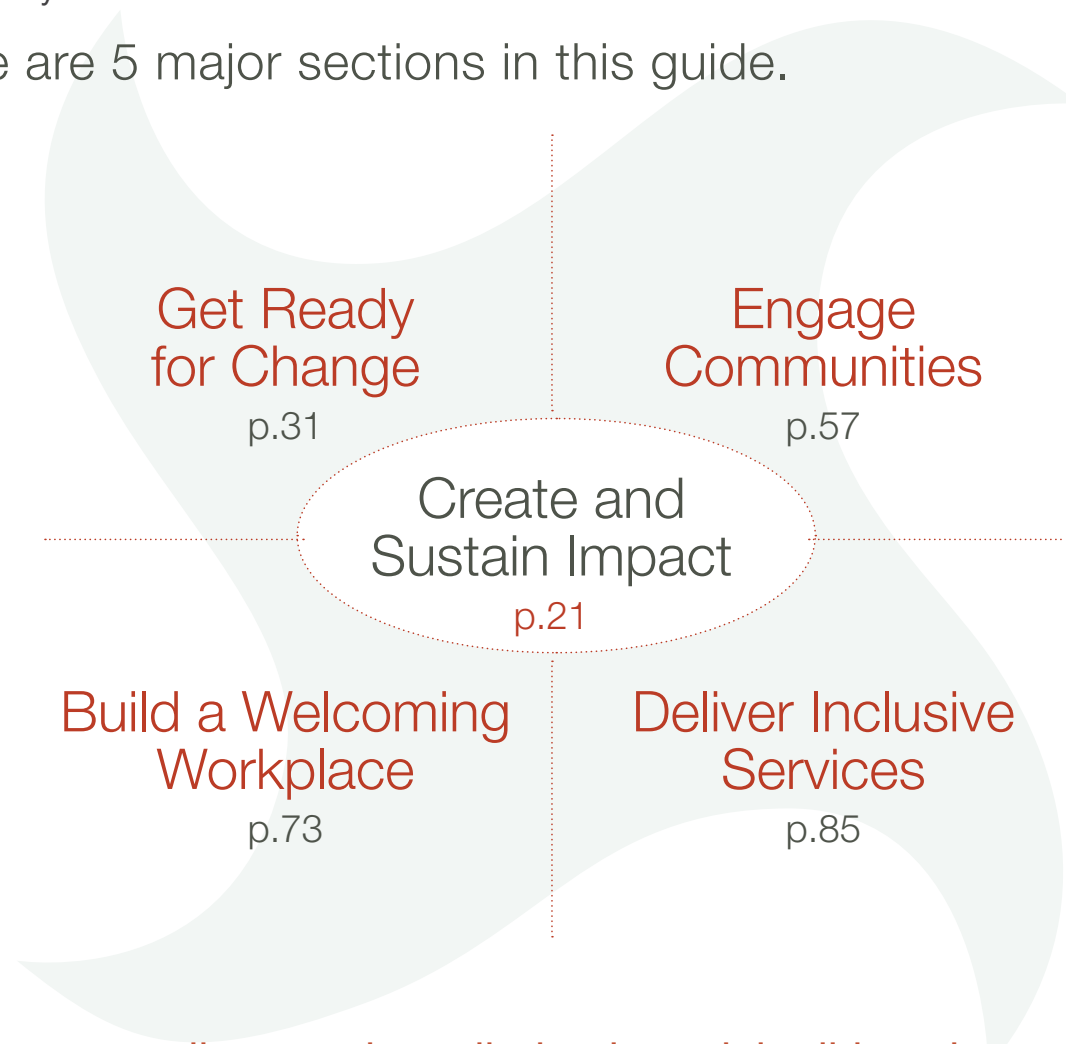 are 5 major sections in this guide.
Get Ready
for Change
p.31
Engage
Communities
p.57
Create and
Sustain Impact
p.21
Build a Welcoming
Workplace
p.73
Deliver Inclusive
Services
p.85